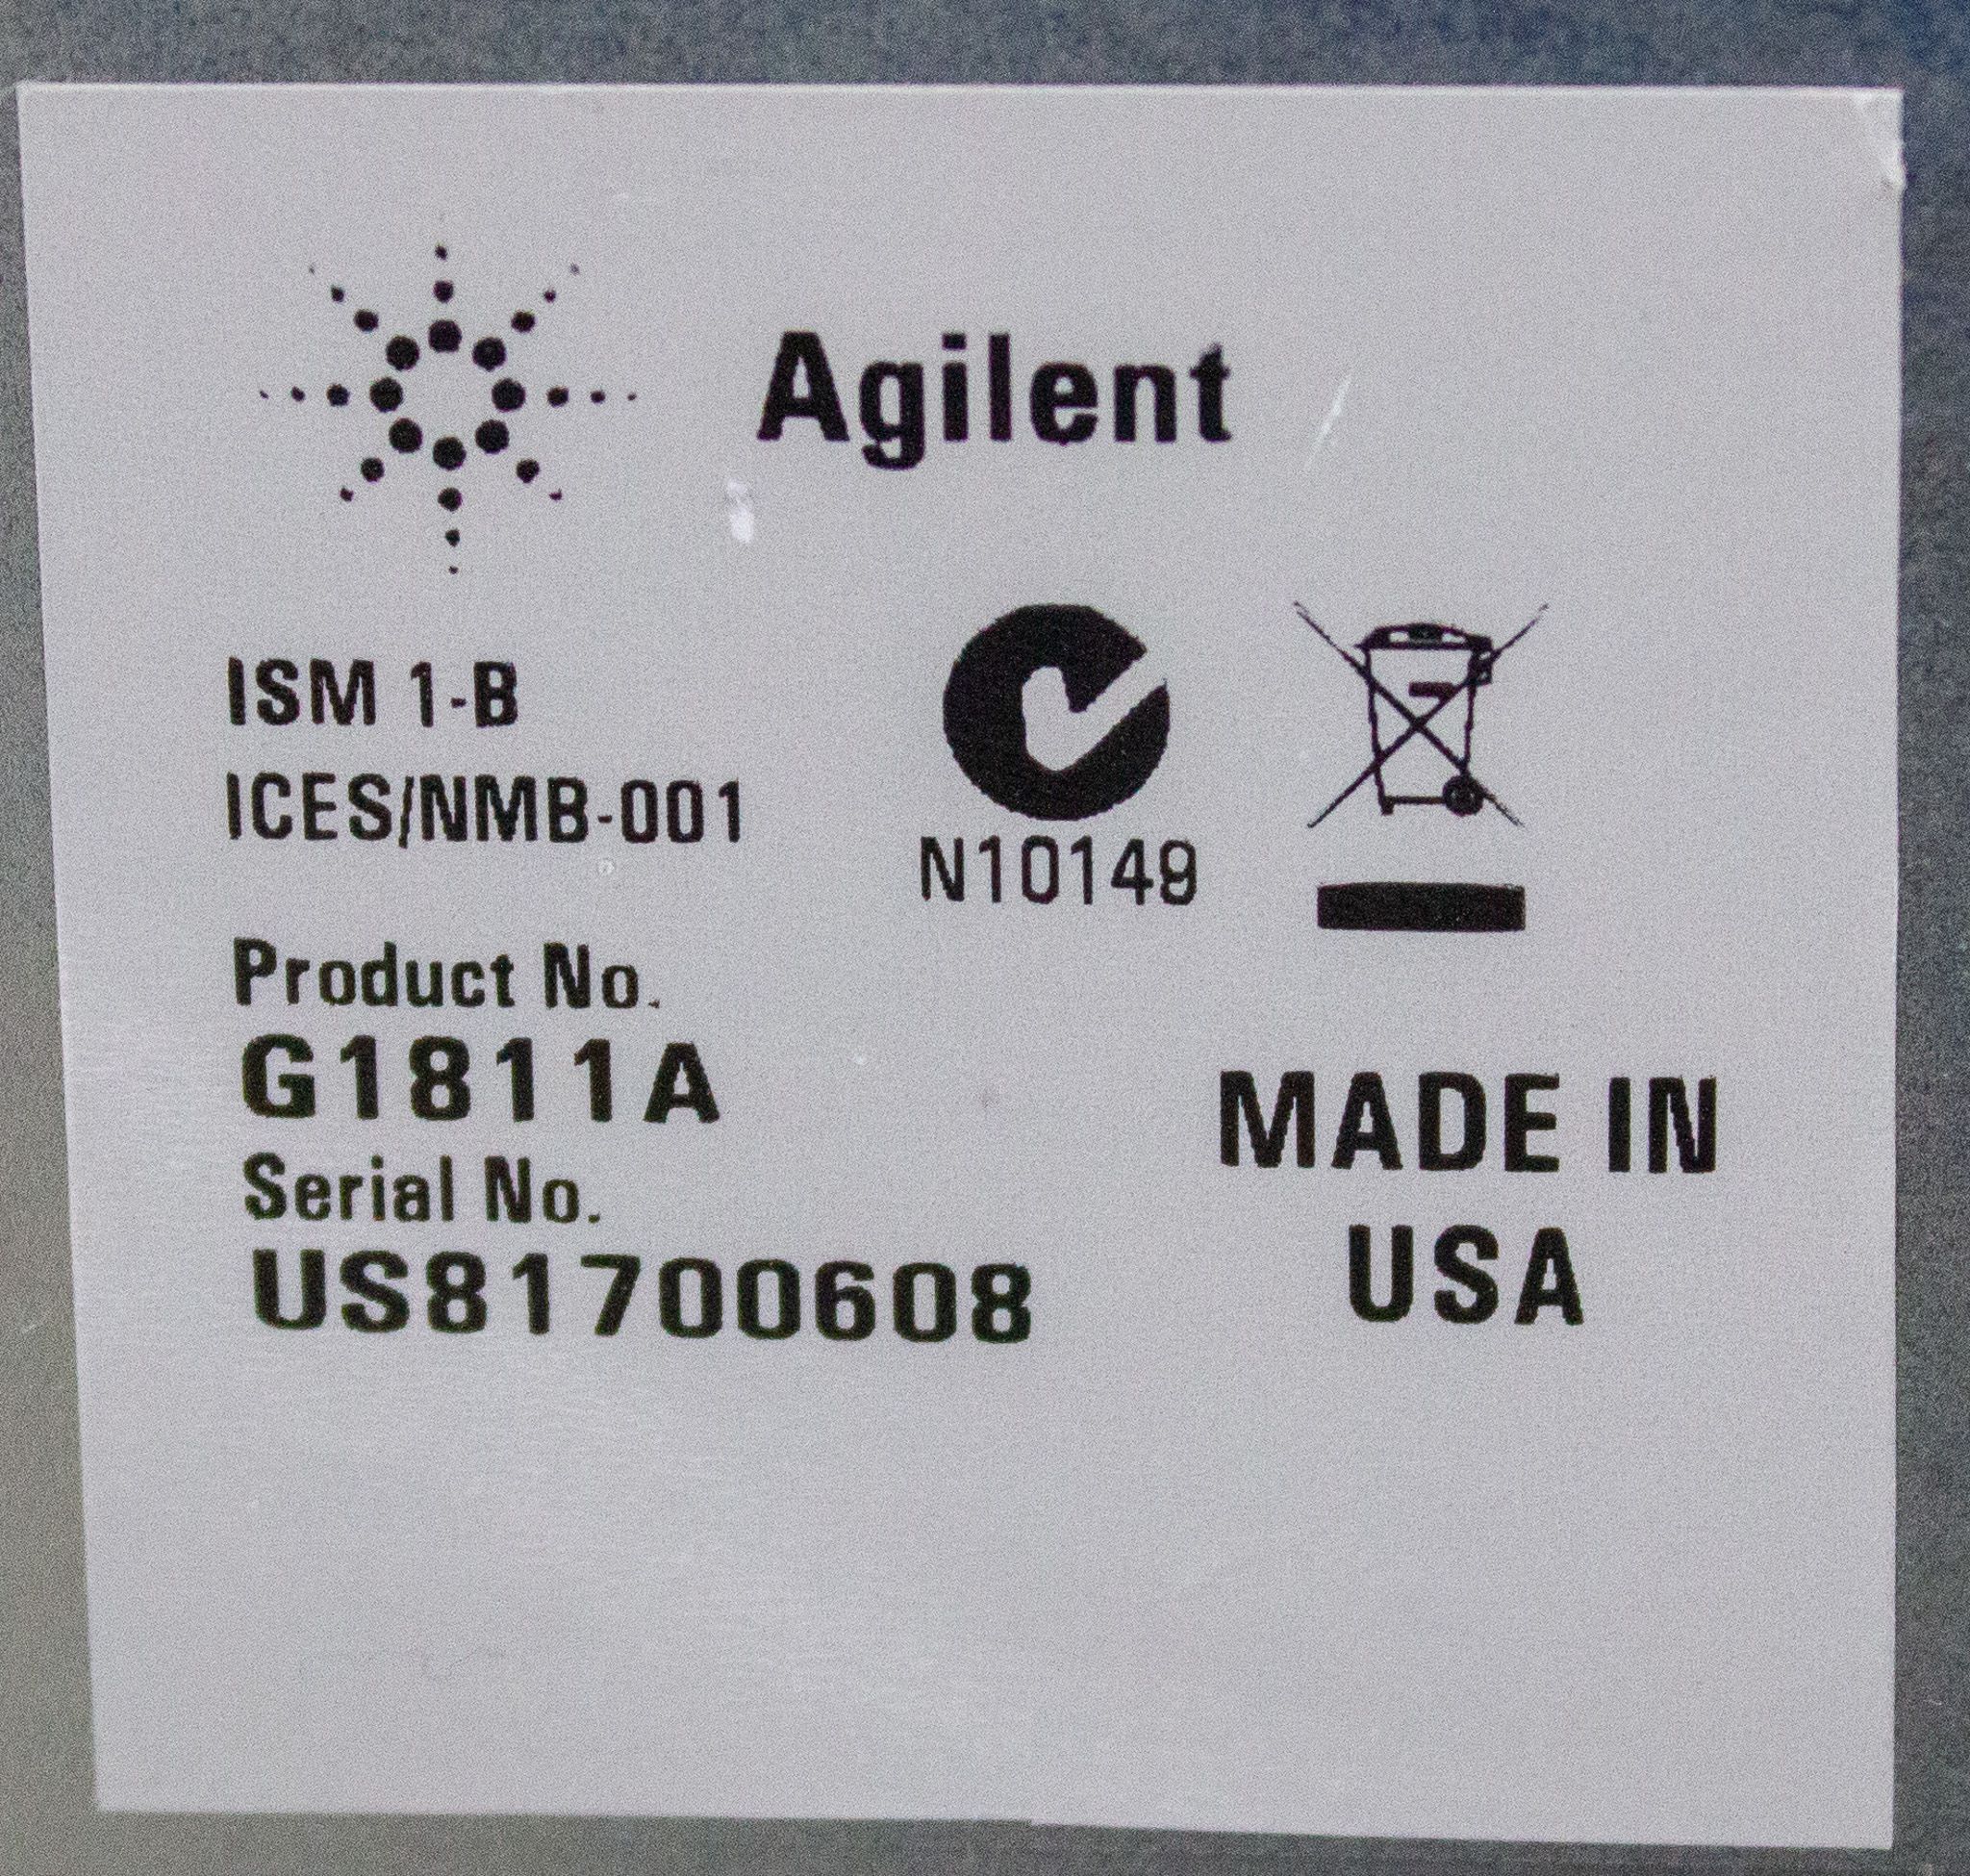 Agilent
ISM 1-B
ICES/NMB-001
N10149
Product No.
G1811A
Serial No.
US81700608
MADE IN
USA